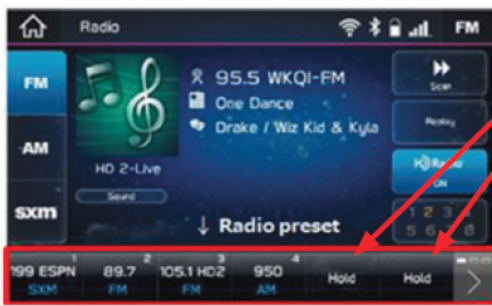 Radio
FM
FM
AM
sxm
95.5 WKQI-FM
One Dance
Drake / Wiz Kid & Kyla
HD 2-Live
Sound
Scan
Replay
HD Radio
ON
1 2 3 4
5 6 8
↓ Radio preset
199 ESPN
SXM
1
89.7
FM
2
105.1 HD2
FM
3
950
AM
4
Hold
Hold